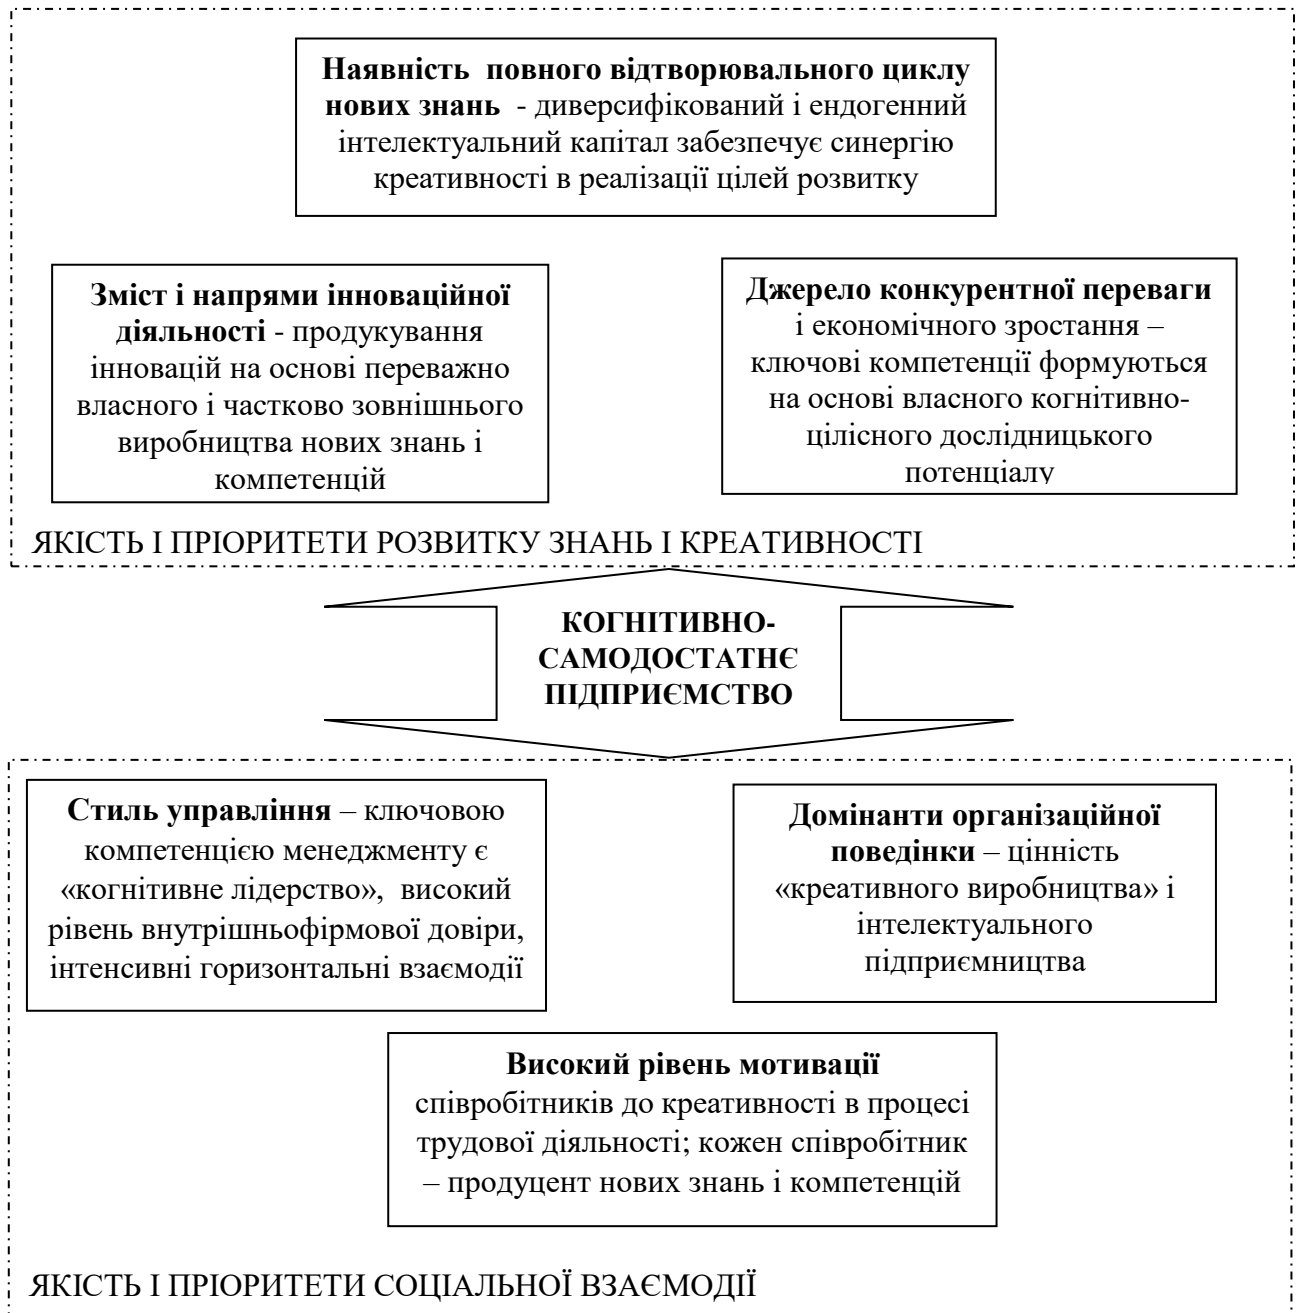 Наявність повного відтворювального циклу
нових знань - диверсифікований і ендогенний
інтелектуальний капітал забезпечує синергію
креативності в реалізації цілей розвитку
Зміст і напрями інноваційної
діяльності - продукування
інновацій на основі переважно
власного і частково зовнішнього
виробництва нових знань і
компетенцій
Джерело конкурентної переваги
і економічного зростання –
ключові компетенції формуються
на основі власного когнітивно-
цілісного дослідницького
потенціалу
ЯКІСТЬ І ПРІОРИТЕТИ РОЗВИТКУ ЗНАНЬ І КРЕАТИВНОСТІ
КОГНІТИВНО-
САМОДОСТАТНЄ
ПІДПРИЄМСТВО
Стиль управління – ключовою
компетенцією менеджменту є
«когнітивне лідерство», високий
рівень внутрішньофірмової довіри,
інтенсивні горизонтальні взаємодії
Домінанти організаційної
поведінки – цінність
«креативного виробництва» і
інтелектуального
підприємництва
Високий рівень мотивації
співробітників до креативності в процесі
трудової діяльності; кожен співробітник
– продуцент нових знань і компетенцій
ЯКІСТЬ І ПРІОРИТЕТИ СОЦІАЛЬНОЇ ВЗАЄМОДІЇ